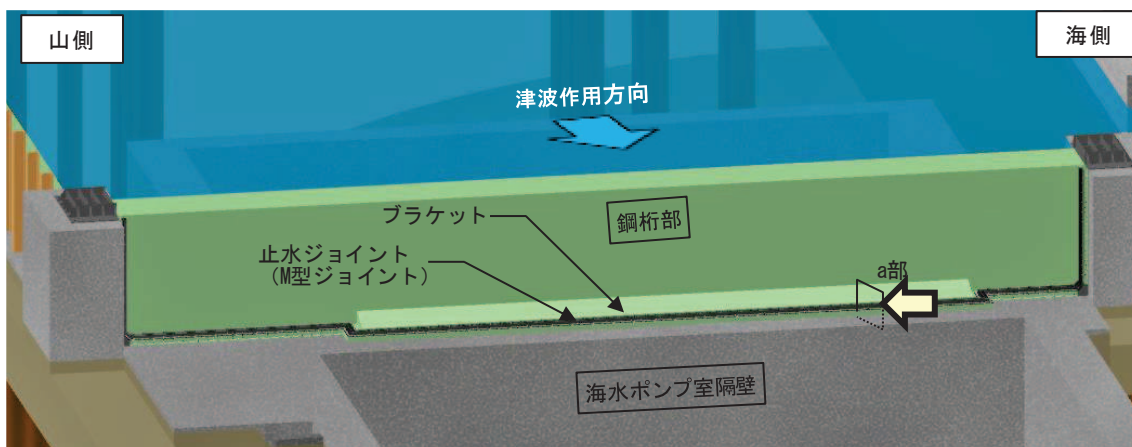 山側
海側
津波作用方向
ブラケット
鋼桁部
止水ジョイント
（M型ジョイント）
a部
海水ポンプ室隔壁